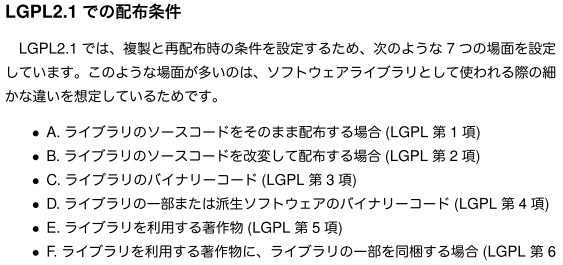 LGPL2.1 での配布条件
LGPL2.1 では、複製と再配布時の条件を設定するため、次のような 7 つの場面を設定
しています。このような場面が多いのは、ソフトウェアライブラリとして使われる際の細
かな違いを想定しているためです。
• A. ライブラリのソースコードをそのまま配布する場合 (LGPL 第 1 項)
• B. ライブラリのソースコードを改変して配布する場合 (LGPL 第 2 項)
• C. ライブラリのバイナリーコード (LGPL 第 3 項)
• D. ライブラリの一部または派生ソフトウェアのバイナリーコード (LGPL 第 4 項)
• E. ライブラリを利用する著作物 (LGPL 第 5 項)
• F. ライブラリを利用する著作物に、ライブラリの一部を同梱する場合 (LGPL 第 6